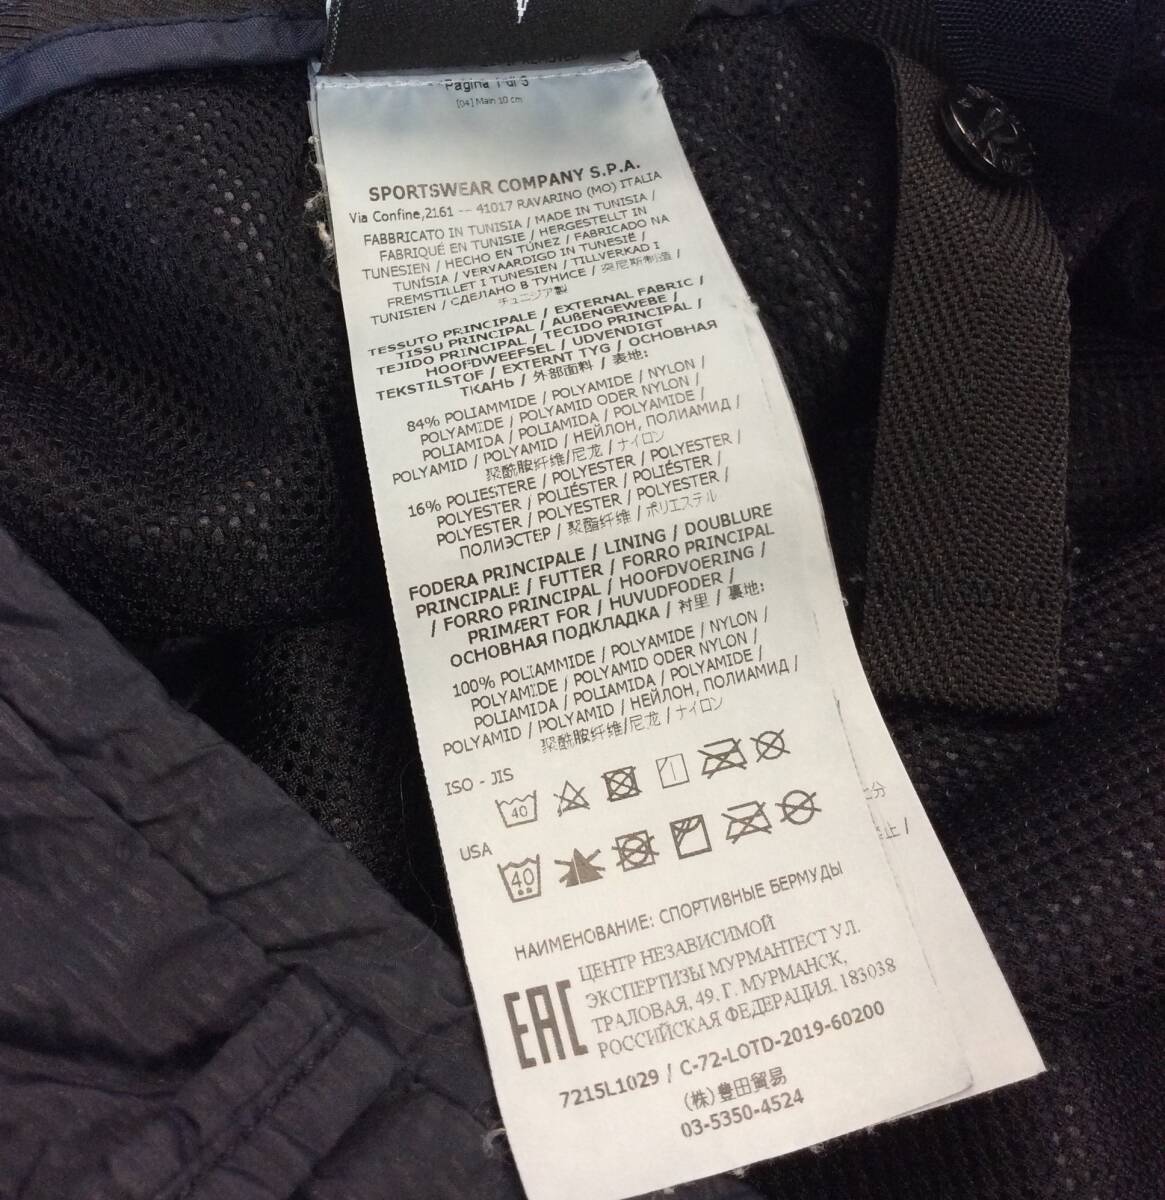 Pagina 1 di 3
[04] Main 10 cm
SPORTSWEAR COMPANY S.P.A.
Via Confine,2161 -- 41017 RAVARINO (MO) ITALIA
FABBRICATO IN TUNISIA / MADE IN TUNISIA /
FABRIQUÉ EN TUNISIE / HERGESTELLT IN
TUNESIEN / HECHO EN TÚNEZ / FABRICADO NA
TUNÍSIA / VERVAARDIGD IN TUNESIË /
FREMSTILLET I TUNESIEN / TILLVERKAD I
TUNISIEN / СДЕЛАНО В ТУНИСЕ / 突尼斯制造 /
チュニジア製
TESSUTO PRINCIPALE / EXTERNAL FABRIC /
TISSU PRINCIPAL / AUßENGEWEBE /
TEJIDO PRINCIPAL / TECIDO PRINCIPAL /
HOOFDWEEFSEL / UDVENDIGT
TEKSTILSTOF / EXTERNT TYG / ОСНОВНАЯ
ТКАНЬ / 外部面料 / 表地:
84% POLIAMMIDE / POLYAMIDE / NYLON /
POLYAMIDE / POLYAMID ODER NYLON /
POLIAMIDA / POLIAMIDA / POLYAMIDE /
POLYAMID / POLYAMID / НЕЙЛОН, ПОЛИАМИД /
聚酰胺纤维/尼龙 / ナイロン
16% POLIESTERE / POLYESTER / POLYESTER /
POLYESTER / POLIÉSTER / POLIÉSTER /
POLYESTER / POLYESTER / POLYESTER /
ПОЛИЭСТЕР / 聚酯纤维 / ポリエステル
FODERA PRINCIPALE / LINING / DOUBLURE
PRINCIPALE / FUTTER / FORRO PRINCIPAL
/ FORRO PRINCIPAL / HOOFDVOERING /
PRIMÆRT FOR / HUVUDFODER /
ОСНОВНАЯ ПОДКЛАДКА / 衬里 / 裏地:
100% POLIAMMIDE / POLYAMIDE / NYLON /
POLYAMIDE / POLYAMID ODER NYLON /
POLIAMIDA / POLIAMIDA / POLYAMIDE /
POLYAMID / POLYAMID / НЕЙЛОН, ПОЛИАМИД /
聚酰胺纤维/尼龙 / ナイロン
ISO - JIS
40
USA
40
НАИМЕНОВАНИЕ: СПОРТИВНЫЕ БЕРМУДЫ
EAC
ЦЕНТР НЕЗАВИСИМОЙ
ЭКСПЕРТИЗЫ МУРМАНТЕСТ УЛ.
ТРАЛОВАЯ, 49. Г. МУРМАНСК,
РОССИЙСКАЯ ФЕДЕРАЦИЯ. 183038
7215L1029 / C-72-LOTD-2019-60200
(株)豊田貿易
03-5350-4524